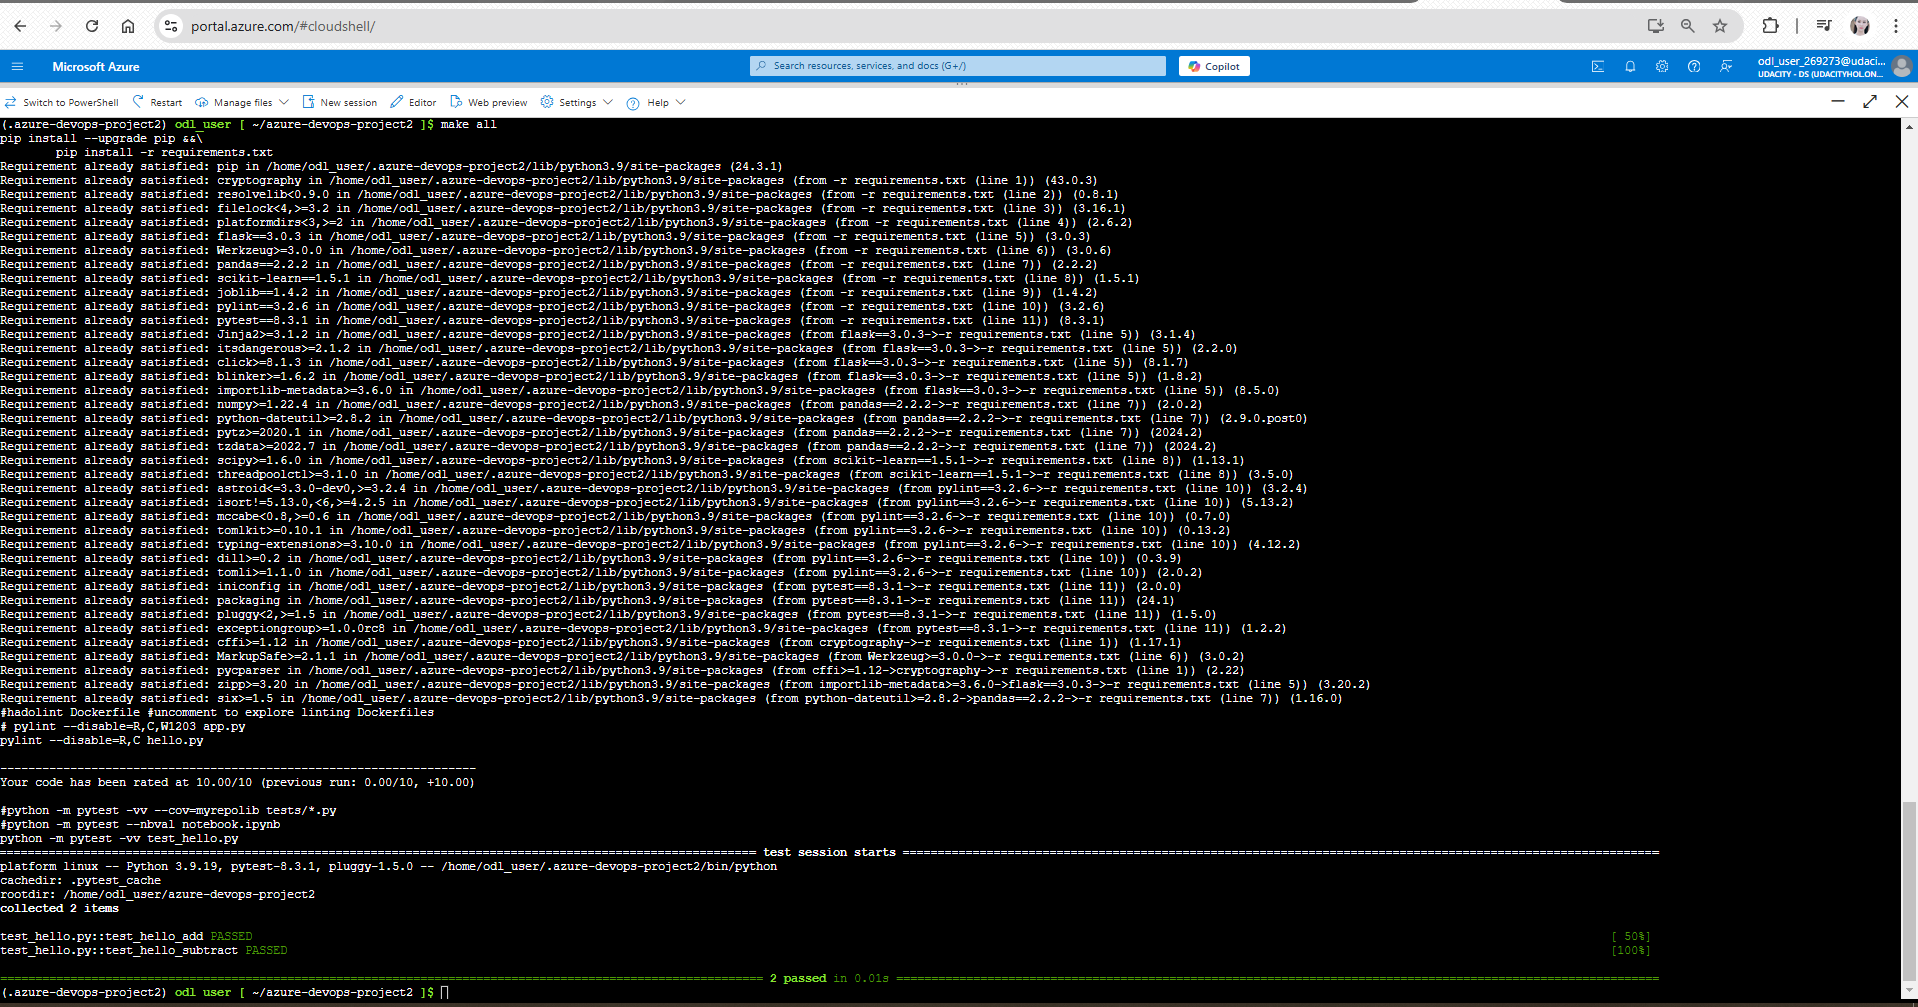 portal.azure.com/#cloudshell/
Microsoft Azure
Search resources, services, and docs (G+/)
Copilot
odl_user_269273@udaci...
UDACITY - DS (UDACITYHOLON...
Switch to PowerShell Restart Manage files New session Editor Web preview Settings Help
(.azure-devops-project2) odl_user [ ~/azure-devops-project2 ]$ make all
pip install --upgrade pip &&\
pip install -r requirements.txt
Requirement already satisfied: pip in /home/odl_user/.azure-devops-project2/lib/python3.9/site-packages (24.3.1)
Requirement already satisfied: cryptography in /home/odl_user/.azure-devops-project2/lib/python3.9/site-packages (from -r requirements.txt (line 1)) (43.0.3)
Requirement already satisfied: resolvelib<0.9.0 in /home/odl_user/.azure-devops-project2/lib/python3.9/site-packages (from -r requirements.txt (line 2)) (0.8.1)
Requirement already satisfied: filelock<4,>=3.2 in /home/odl_user/.azure-devops-project2/lib/python3.9/site-packages (from -r requirements.txt (line 3)) (3.16.1)
Requirement already satisfied: platformdirs<3,>=2 in /home/odl_user/.azure-devops-project2/lib/python3.9/site-packages (from -r requirements.txt (line 4)) (2.6.2)
Requirement already satisfied: flask==3.0.3 in /home/odl_user/.azure-devops-project2/lib/python3.9/site-packages (from -r requirements.txt (line 5)) (3.0.3)
Requirement already satisfied: Werkzeug>=3.0.0 in /home/odl_user/.azure-devops-project2/lib/python3.9/site-packages (from -r requirements.txt (line 6)) (3.0.6)
Requirement already satisfied: pandas==2.2.2 in /home/odl_user/.azure-devops-project2/lib/python3.9/site-packages (from -r requirements.txt (line 7)) (2.2.2)
Requirement already satisfied: scikit-learn==1.5.1 in /home/odl_user/.azure-devops-project2/lib/python3.9/site-packages (from -r requirements.txt (line 8)) (1.5.1)
Requirement already satisfied: joblib==1.4.2 in /home/odl_user/.azure-devops-project2/lib/python3.9/site-packages (from -r requirements.txt (line 9)) (1.4.2)
Requirement already satisfied: pylint==3.2.6 in /home/odl_user/.azure-devops-project2/lib/python3.9/site-packages (from -r requirements.txt (line 10)) (3.2.6)
Requirement already satisfied: pytest==8.3.1 in /home/odl_user/.azure-devops-project2/lib/python3.9/site-packages (from -r requirements.txt (line 11)) (8.3.1)
Requirement already satisfied: Jinja2>=3.1.2 in /home/odl_user/.azure-devops-project2/lib/python3.9/site-packages (from flask==3.0.3->-r requirements.txt (line 5)) (3.1.4)
Requirement already satisfied: itsdangerous>=2.1.2 in /home/odl_user/.azure-devops-project2/lib/python3.9/site-packages (from flask==3.0.3->-r requirements.txt (line 5)) (2.2.0)
Requirement already satisfied: click>=8.1.3 in /home/odl_user/.azure-devops-project2/lib/python3.9/site-packages (from flask==3.0.3->-r requirements.txt (line 5)) (8.1.7)
Requirement already satisfied: blinker>=1.6.2 in /home/odl_user/.azure-devops-project2/lib/python3.9/site-packages (from flask==3.0.3->-r requirements.txt (line 5)) (1.8.2)
Requirement already satisfied: importlib-metadata>=3.6.0 in /home/odl_user/.azure-devops-project2/lib/python3.9/site-packages (from flask==3.0.3->-r requirements.txt (line 5)) (8.5.0)
Requirement already satisfied: numpy>=1.22.4 in /home/odl_user/.azure-devops-project2/lib/python3.9/site-packages (from pandas==2.2.2->-r requirements.txt (line 7)) (2.0.2)
Requirement already satisfied: python-dateutil>=2.8.2 in /home/odl_user/.azure-devops-project2/lib/python3.9/site-packages (from pandas==2.2.2->-r requirements.txt (line 7)) (2.9.0.post0)
Requirement already satisfied: pytz>=2020.1 in /home/odl_user/.azure-devops-project2/lib/python3.9/site-packages (from pandas==2.2.2->-r requirements.txt (line 7)) (2024.2)
Requirement already satisfied: tzdata>=2022.7 in /home/odl_user/.azure-devops-project2/lib/python3.9/site-packages (from pandas==2.2.2->-r requirements.txt (line 7)) (2024.2)
Requirement already satisfied: scipy>=1.6.0 in /home/odl_user/.azure-devops-project2/lib/python3.9/site-packages (from scikit-learn==1.5.1->-r requirements.txt (line 8)) (1.13.1)
Requirement already satisfied: threadpoolctl>=3.1.0 in /home/odl_user/.azure-devops-project2/lib/python3.9/site-packages (from scikit-learn==1.5.1->-r requirements.txt (line 8)) (3.5.0)
Requirement already satisfied: astroid<=3.3.0-dev0,>=3.2.4 in /home/odl_user/.azure-devops-project2/lib/python3.9/site-packages (from pylint==3.2.6->-r requirements.txt (line 10)) (3.2.4)
Requirement already satisfied: isort!=5.13.0,<6,>=4.2.5 in /home/odl_user/.azure-devops-project2/lib/python3.9/site-packages (from pylint==3.2.6->-r requirements.txt (line 10)) (5.13.2)
Requirement already satisfied: mccabe<0.8,>=0.6 in /home/odl_user/.azure-devops-project2/lib/python3.9/site-packages (from pylint==3.2.6->-r requirements.txt (line 10)) (0.7.0)
Requirement already satisfied: tomlkit>=0.10.1 in /home/odl_user/.azure-devops-project2/lib/python3.9/site-packages (from pylint==3.2.6->-r requirements.txt (line 10)) (0.13.2)
Requirement already satisfied: typing-extensions>=3.10.0 in /home/odl_user/.azure-devops-project2/lib/python3.9/site-packages (from pylint==3.2.6->-r requirements.txt (line 10)) (4.12.2)
Requirement already satisfied: dill>=0.2 in /home/odl_user/.azure-devops-project2/lib/python3.9/site-packages (from pylint==3.2.6->-r requirements.txt (line 10)) (0.3.9)
Requirement already satisfied: tomli>=1.1.0 in /home/odl_user/.azure-devops-project2/lib/python3.9/site-packages (from pylint==3.2.6->-r requirements.txt (line 10)) (2.0.2)
Requirement already satisfied: iniconfig in /home/odl_user/.azure-devops-project2/lib/python3.9/site-packages (from pytest==8.3.1->-r requirements.txt (line 11)) (2.0.0)
Requirement already satisfied: packaging in /home/odl_user/.azure-devops-project2/lib/python3.9/site-packages (from pytest==8.3.1->-r requirements.txt (line 11)) (24.1)
Requirement already satisfied: pluggy<2,>=1.5 in /home/odl_user/.azure-devops-project2/lib/python3.9/site-packages (from pytest==8.3.1->-r requirements.txt (line 11)) (1.5.0)
Requirement already satisfied: exceptiongroup>=1.0.0rc8 in /home/odl_user/.azure-devops-project2/lib/python3.9/site-packages (from pytest==8.3.1->-r requirements.txt (line 11)) (1.2.2)
Requirement already satisfied: cffi>=1.12 in /home/odl_user/.azure-devops-project2/lib/python3.9/site-packages (from cryptography->-r requirements.txt (line 1)) (1.17.1)
Requirement already satisfied: MarkupSafe>=2.1.1 in /home/odl_user/.azure-devops-project2/lib/python3.9/site-packages (from Werkzeug>=3.0.0->-r requirements.txt (line 6)) (3.0.2)
Requirement already satisfied: pycparser in /home/odl_user/.azure-devops-project2/lib/python3.9/site-packages (from cffi>=1.12->cryptography->-r requirements.txt (line 1)) (2.22)
Requirement already satisfied: zipp>=3.20 in /home/odl_user/.azure-devops-project2/lib/python3.9/site-packages (from importlib-metadata>=3.6.0->flask==3.0.3->-r requirements.txt (line 5)) (3.20.2)
Requirement already satisfied: six>=1.5 in /home/odl_user/.azure-devops-project2/lib/python3.9/site-packages (from python-dateutil>=2.8.2->pandas==2.2.2->-r requirements.txt (line 7)) (1.16.0)
#hadolint Dockerfile #uncomment to explore linting Dockerfiles
# pylint --disable=R,C,W1203 app.py
pylint --disable=R,C hello.py
--------------------------------------------------------------------
Your code has been rated at 10.00/10 (previous run: 0.00/10, +10.00)
#python -m pytest -vv --cov=myrepolib tests/*.py
#python -m pytest --nbval notebook.ipynb
python -m pytest -vv test_hello.py
test session starts
platform linux -- Python 3.9.19, pytest-8.3.1, pluggy-1.5.0 -- /home/odl_user/.azure-devops-project2/bin/python
cachedir: .pytest_cache
rootdir: /home/odl_user/azure-devops-project2
collected 2 items
test_hello.py::test_hello_add PASSED [ 50%]
test_hello.py::test_hello_subtract PASSED [100%]
2 passed in 0.01s
(.azure-devops-project2) odl_user [ ~/azure-devops-project2 ]$